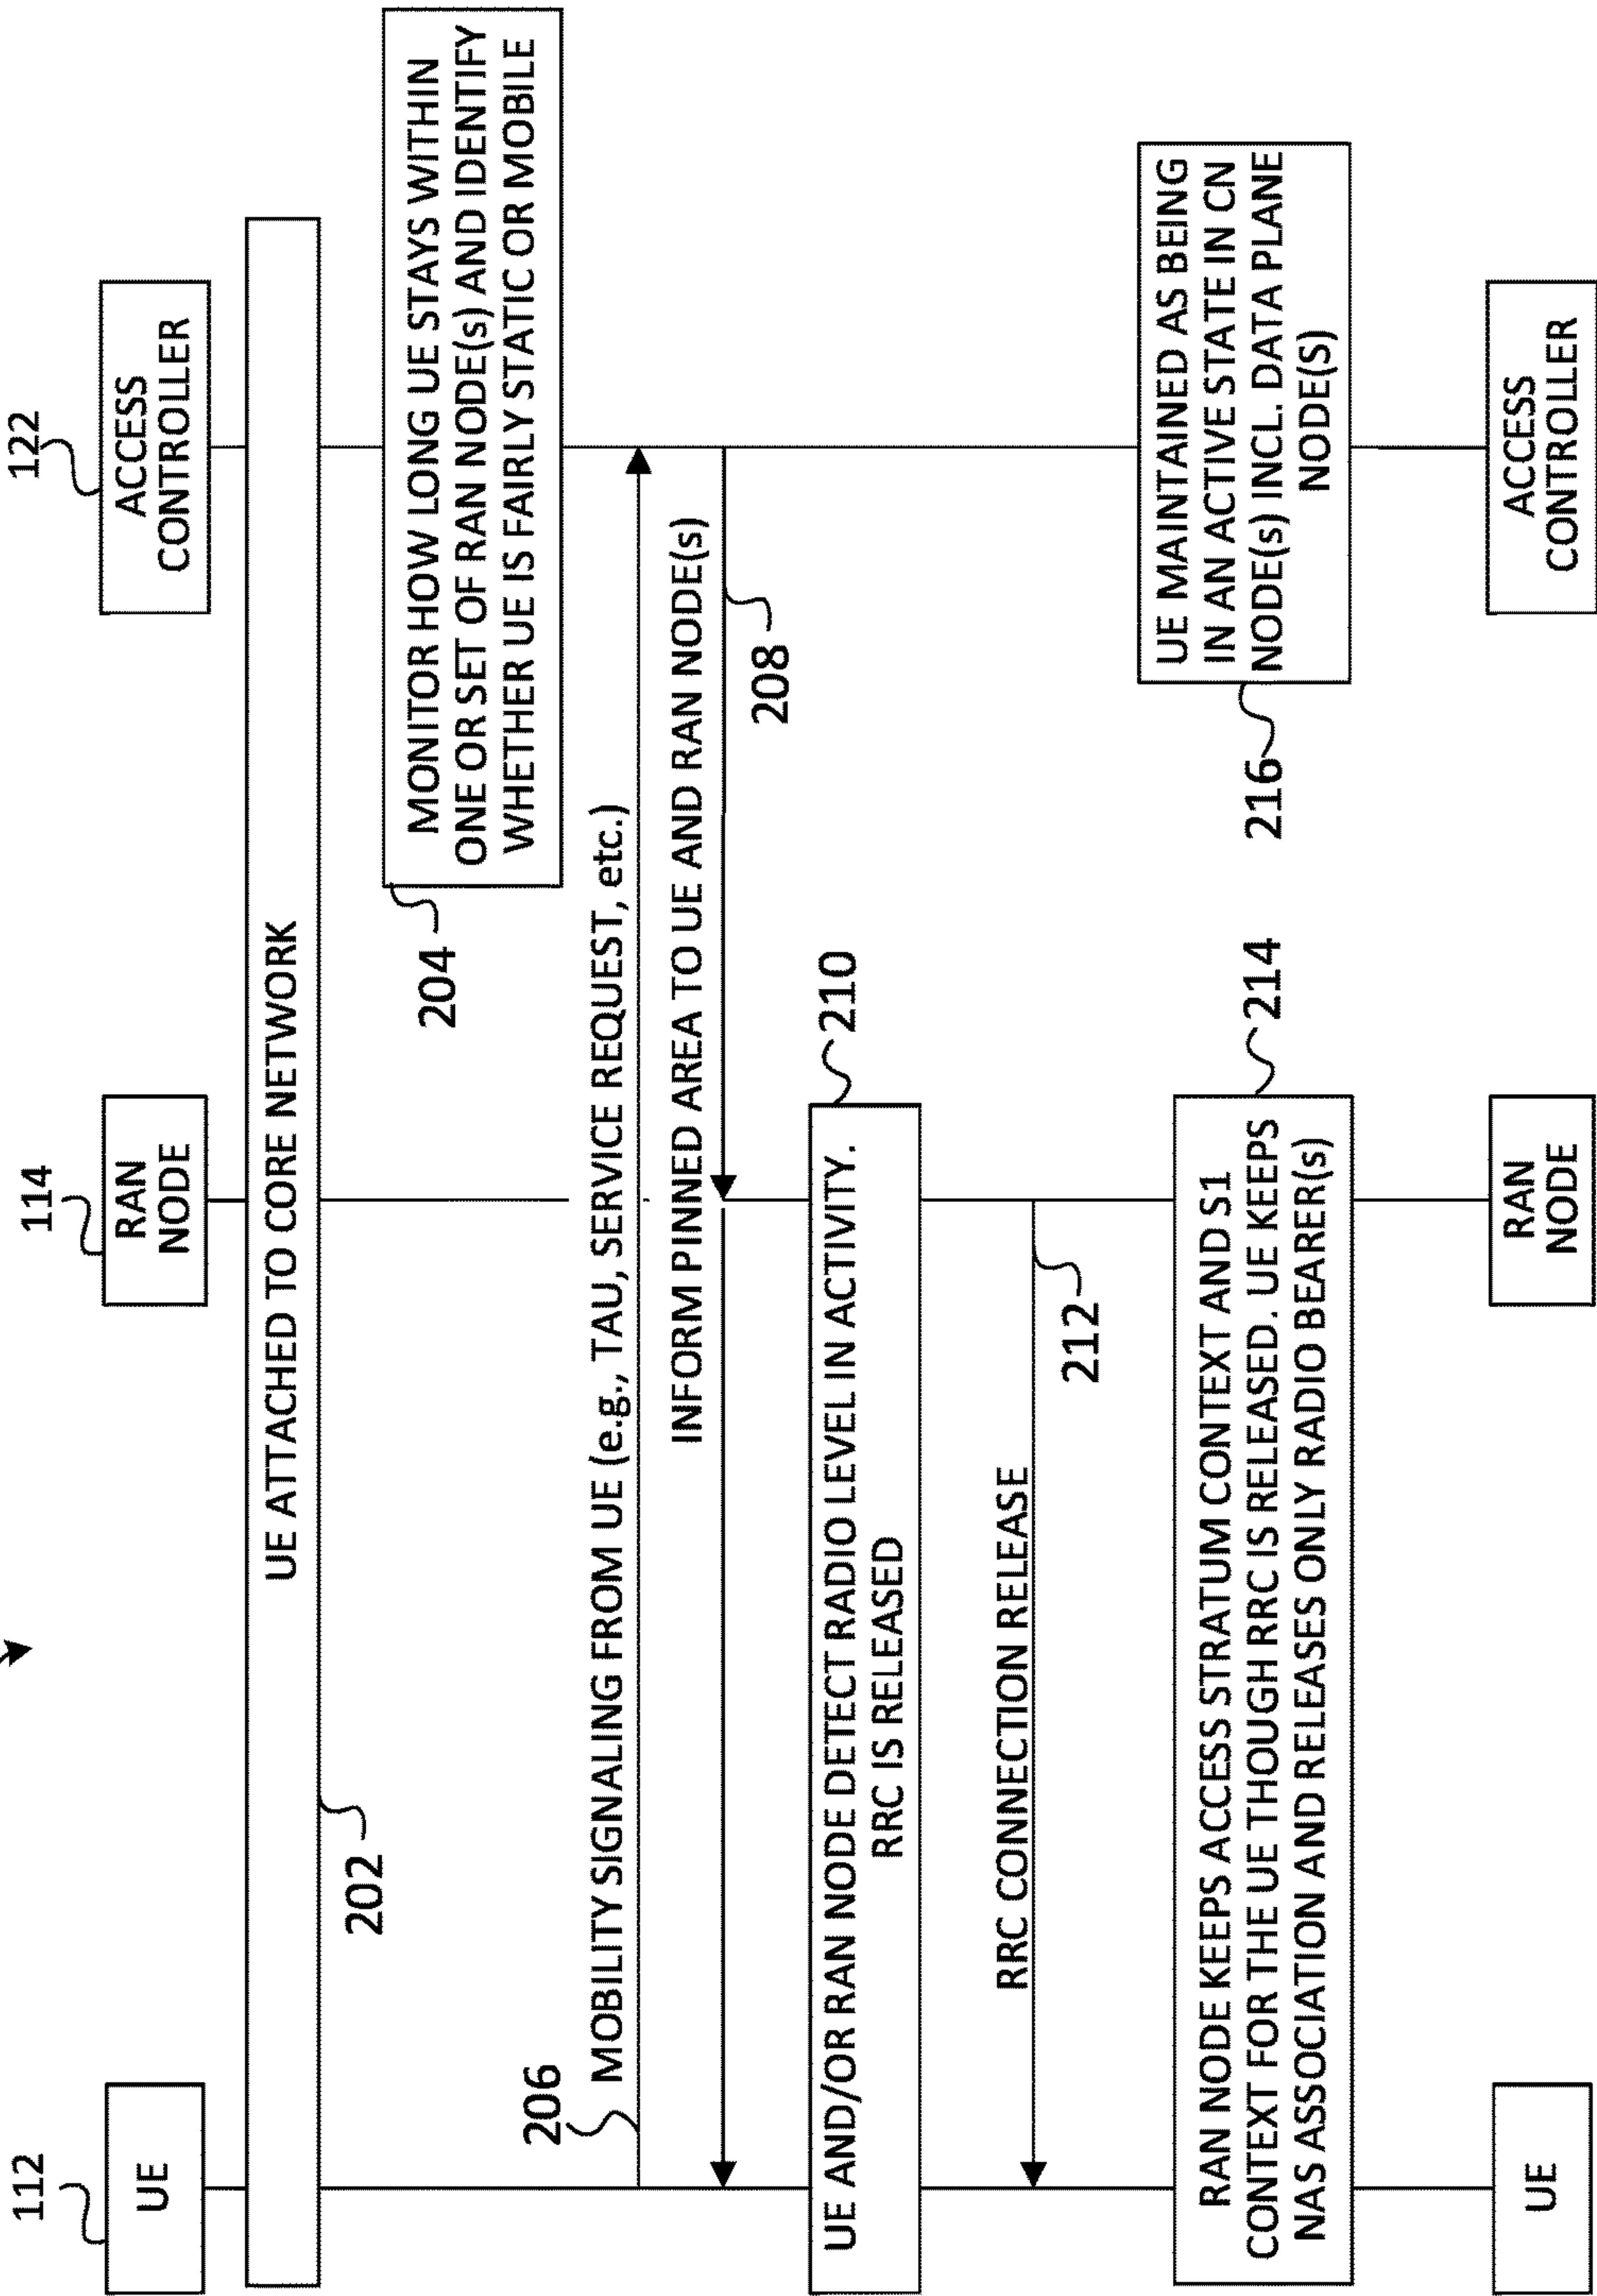 112
UE
114
RAN
NODE
122
ACCESS
CONTROLLER
UE ATTACHED TO CORE NETWORK
202
MONITOR HOW LONG UE STAYS WITHIN
ONE OR SET OF RAN NODE(s) AND IDENTIFY
WHETHER UE IS FAIRLY STATIC OR MOBILE
204
206
MOBILITY SIGNALING FROM UE (e.g., TAU, SERVICE REQUEST, etc.)
INFORM PINNED AREA TO UE AND RAN NODE(s)
208
UE AND/OR RAN NODE DETECT RADIO LEVEL IN ACTIVITY.
RRC IS RELEASED
210
RRC CONNECTION RELEASE
212
RAN NODE KEEPS ACCESS STRATUM CONTEXT AND S1
CONTEXT FOR THE UE THOUGH RRC IS RELEASED. UE KEEPS
NAS ASSOCIATION AND RELEASES ONLY RADIO BEARER(s)
214
UE MAINTAINED AS BEING
IN AN ACTIVE STATE IN CN
NODE(s) INCL. DATA PLANE
NODE(S)
216
UE
RAN
NODE
ACCESS
CONTROLLER